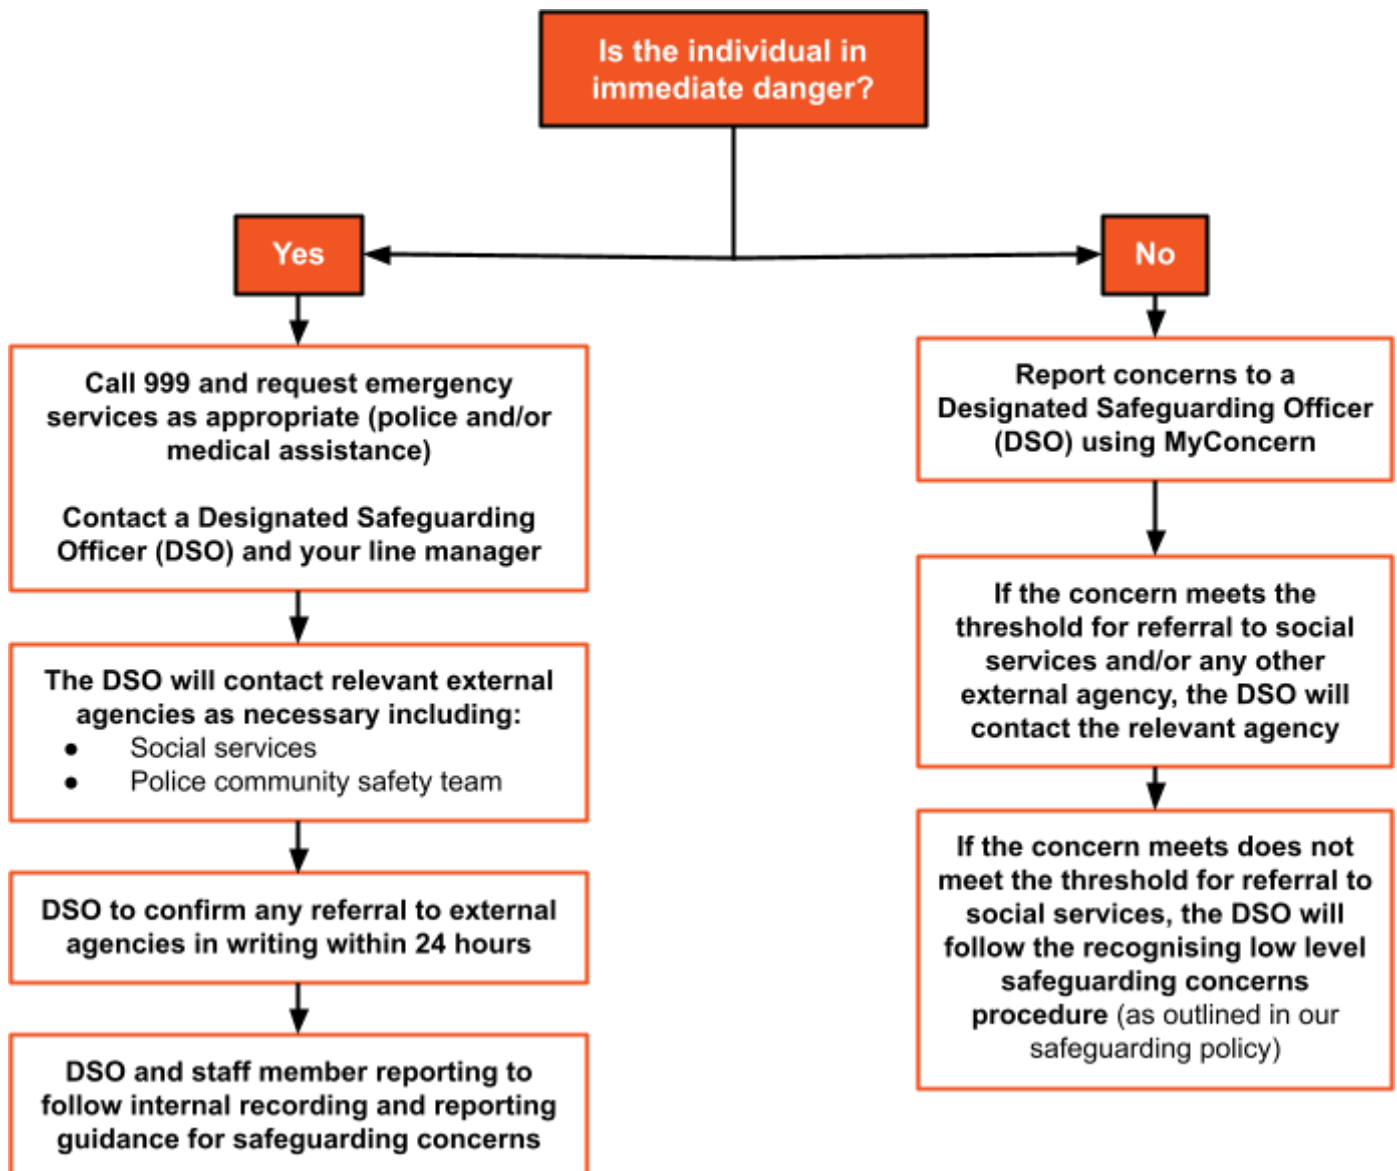 Is the individual in
immediate danger?
Yes
Call 999 and request emergency
services as appropriate (police and/or
medical assistance)
Contact a Designated Safeguarding
Officer (DSO) and your line manager
The DSO will contact relevant external
agencies as necessary including:
● Social services
● Police community safety team
DSO to confirm any referral to external
agencies in writing within 24 hours
DSO and staff member reporting to
follow internal recording and reporting
guidance for safeguarding concerns
No
Report concerns to a
Designated Safeguarding Officer
(DSO) using MyConcern
If the concern meets the
threshold for referral to social
services and/or any other
external agency, the DSO will
contact the relevant agency
If the concern meets does not
meet the threshold for referral to
social services, the DSO will
follow the recognising low level
safeguarding concerns
procedure (as outlined in our
safeguarding policy)